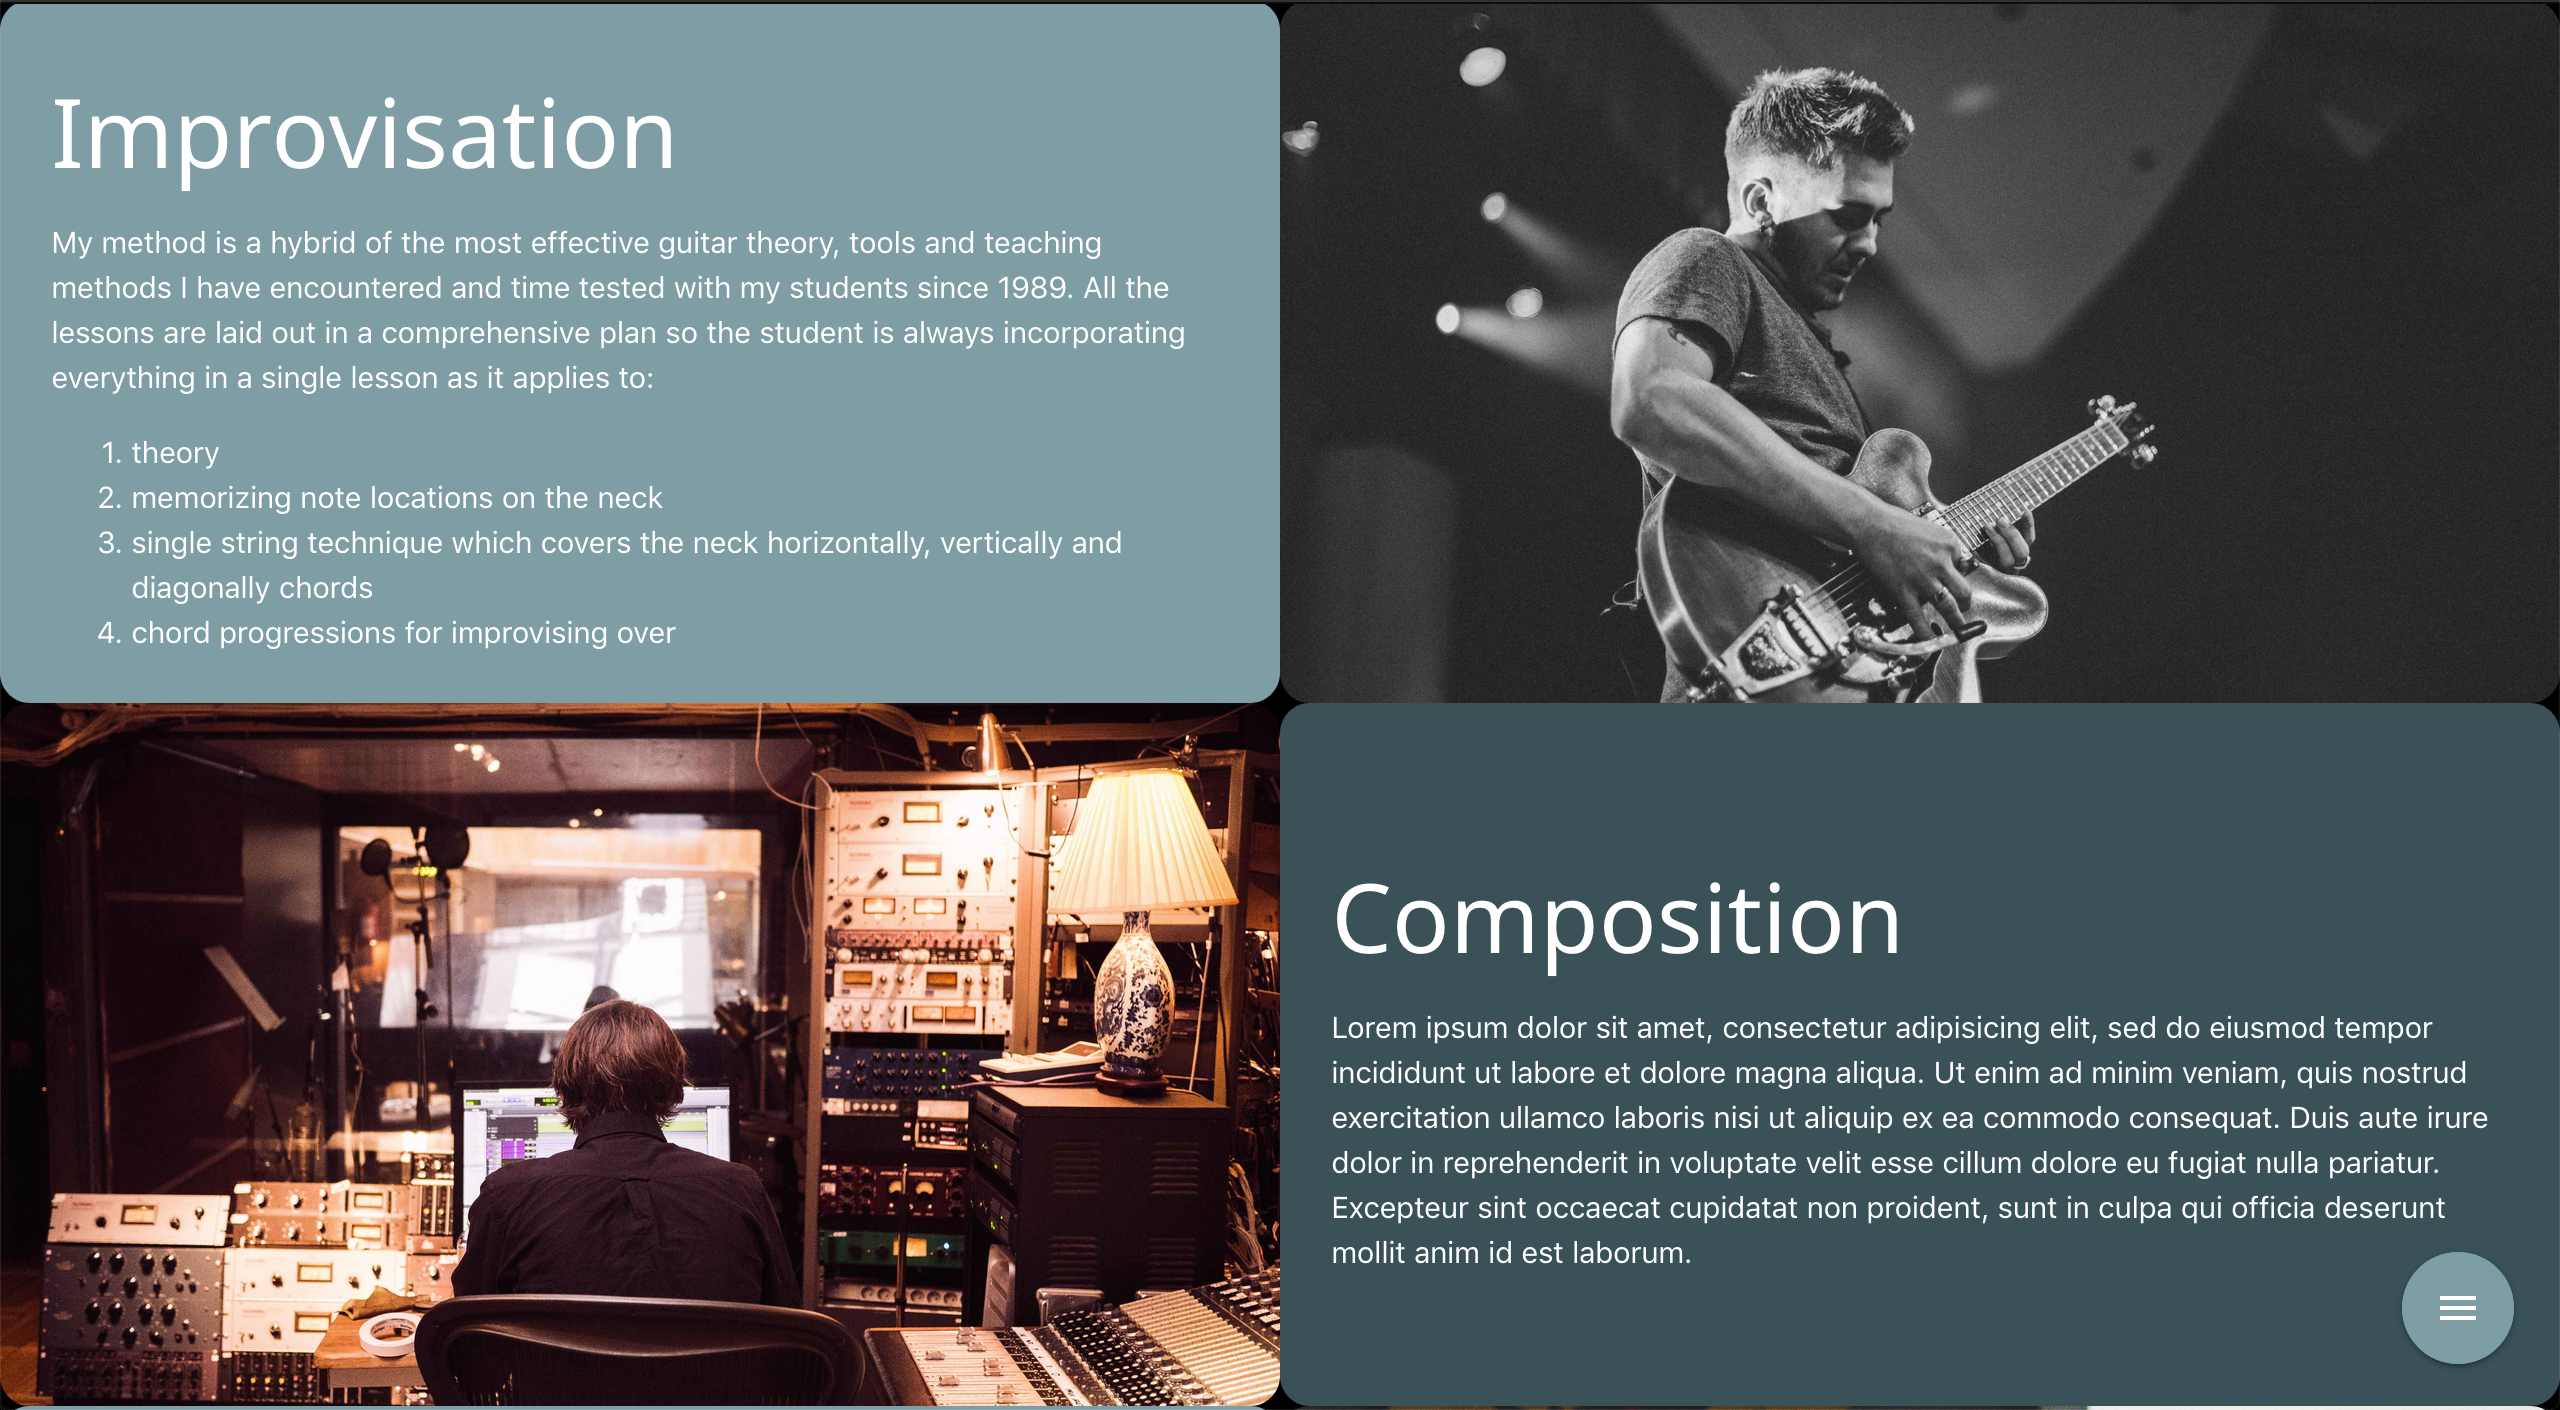 Improvisation
My method is a hybrid of the most effective guitar theory, tools and teaching
methods I have encountered and time tested with my students since 1989. All the
lessons are laid out in a comprehensive plan so the student is always incorporating
everything in a single lesson as it applies to:
1. theory
2. memorizing note locations on the neck
3. single string technique which covers the neck horizontally, vertically and
diagonally chords
4. chord progressions for improvising over
Composition
Lorem ipsum dolor sit amet, consectetur adipisicing elit, sed do eiusmod tempor
incididunt ut labore et dolore magna aliqua. Ut enim ad minim veniam, quis nostrud
exercitation ullamco laboris nisi ut aliquip ex ea commodo consequat. Duis aute irure
dolor in reprehenderit in voluptate velit esse cillum dolore eu fugiat nulla pariatur.
Excepteur sint occaecat cupidatat non proident, sunt in culpa qui officia deserunt
mollit anim id est laborum.